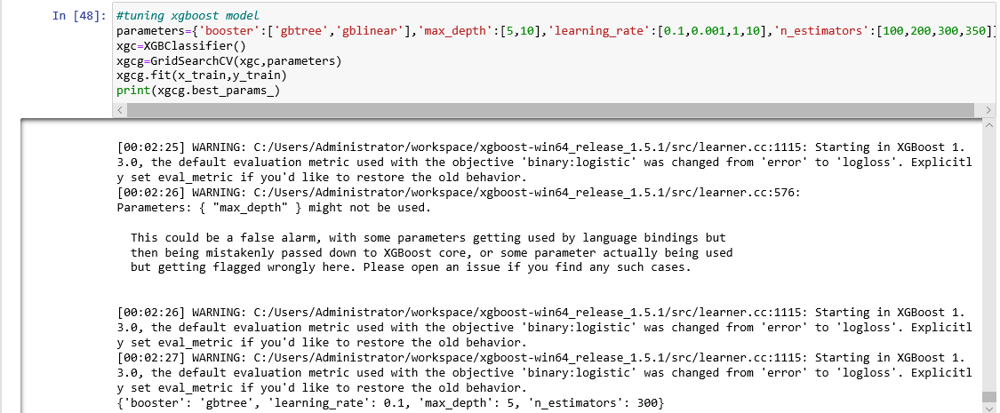 In [48]: #tuning xgboost model
parameters={'booster':['gbtree','gblinear'],'max_depth':[5,10],'learning_rate':[0.1,0.001,1,10],'n_estimators':[100,200,300,350]]
xgc=XGBClassifier()
xgcg=GridSearchCV(xgc,parameters)
xgcg.fit(x_train,y_train)
print(xgcg.best_params_)
[00:02:25] WARNING: C:/Users/Administrator/workspace/xgboost-win64_release_1.5.1/src/learner.cc:1115: Starting in XGBoost 1.
3.0, the default evaluation metric used with the objective 'binary:logistic' was changed from 'error' to 'logloss'. Explicitl
y set eval_metric if you'd like to restore the old behavior.
[00:02:26] WARNING: C:/Users/Administrator/workspace/xgboost-win64_release_1.5.1/src/learner.cc:576:
Parameters: { "max_depth" } might not be used.
This could be a false alarm, with some parameters getting used by language bindings but
then being mistakenly passed down to XGBoost core, or some parameter actually being used
but getting flagged wrongly here. Please open an issue if you find any such cases.
[00:02:26] WARNING: C:/Users/Administrator/workspace/xgboost-win64_release_1.5.1/src/learner.cc:1115: Starting in XGBoost 1.
3.0, the default evaluation metric used with the objective 'binary:logistic' was changed from 'error' to 'logloss'. Explicitl
y set eval_metric if you'd like to restore the old behavior.
[00:02:27] WARNING: C:/Users/Administrator/workspace/xgboost-win64_release_1.5.1/src/learner.cc:1115: Starting in XGBoost 1.
3.0, the default evaluation metric used with the objective 'binary:logistic' was changed from 'error' to 'logloss'. Explicitl
y set eval_metric if you'd like to restore the old behavior.
{'booster': 'gbtree', 'learning_rate': 0.1, 'max_depth': 5, 'n_estimators': 300}